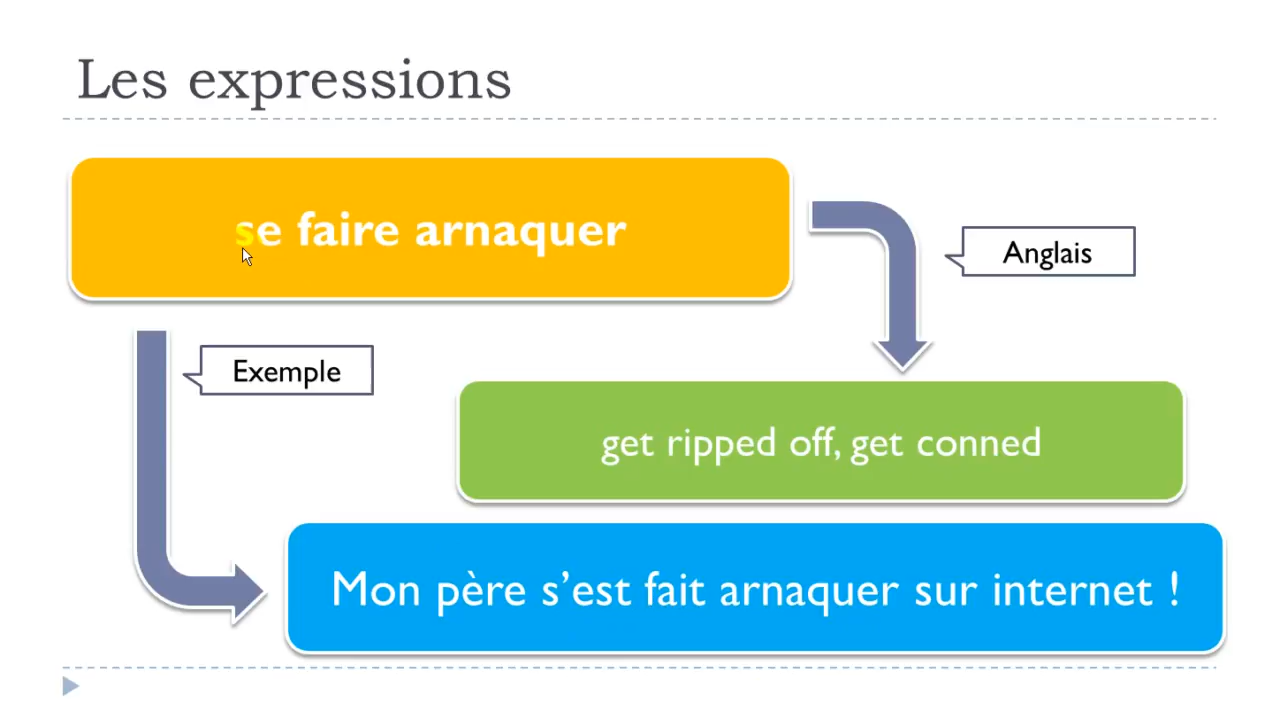 Les expressions
se faire arnaquer
Anglais
Exemple
get ripped off, get conned
Mon père s’est fait arnaquer sur internet !